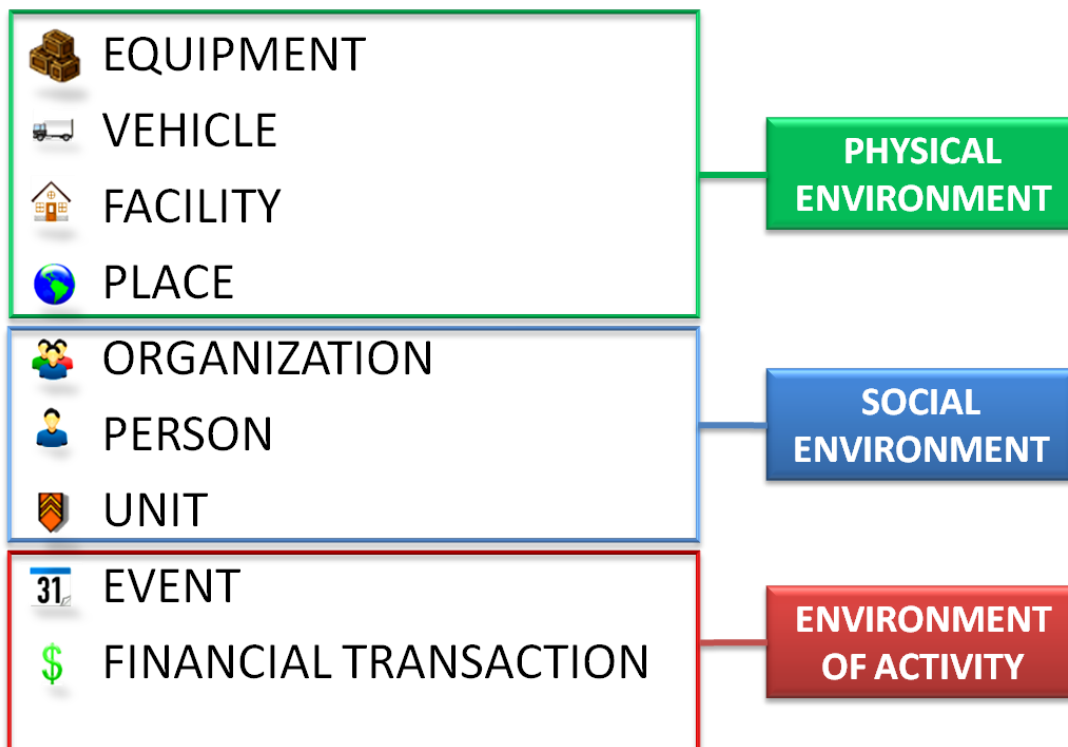 EQUIPMENT
VEHICLE
FACILITY
PLACE
PHYSICAL
ENVIRONMENT
ORGANIZATION
PERSON
UNIT
SOCIAL
ENVIRONMENT
31
EVENT
$
FINANCIAL TRANSACTION
ENVIRONMENT
OF ACTIVITY